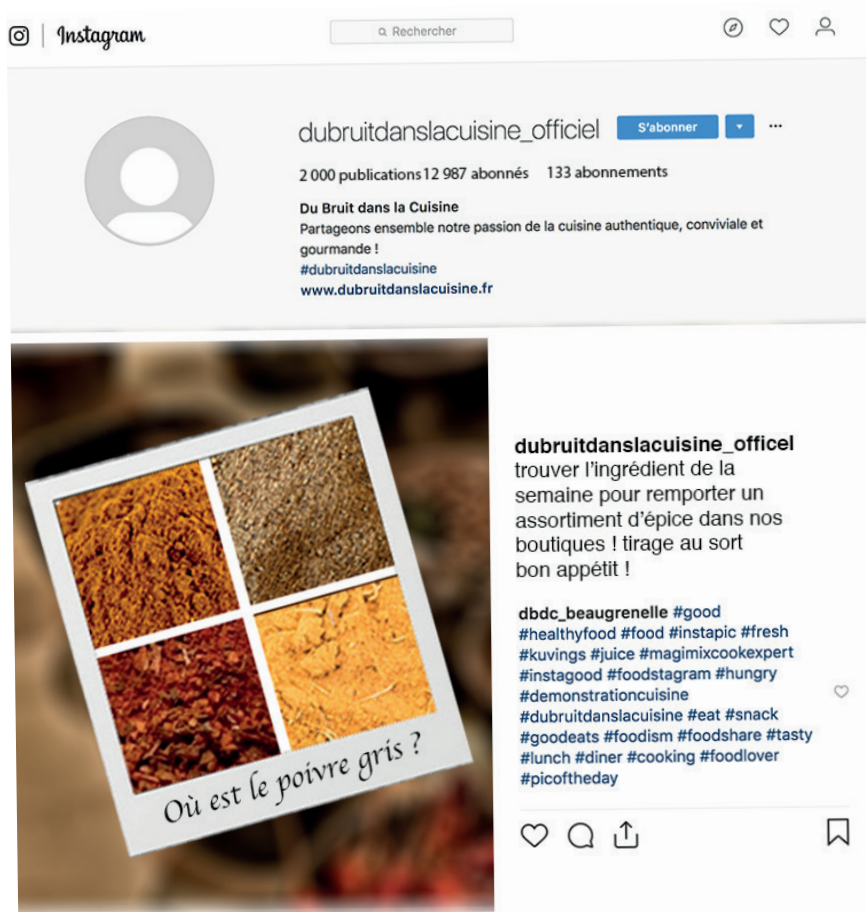 Instagram
Rechercher
dubruitdanslacuisine_officiel S'abonner
2 000 publications 12 987 abonnés 133 abonnements
Du Bruit dans la Cuisine
Partageons ensemble notre passion de la cuisine authentique, conviviale et
gourmande !
#dubruitdanslacuisine
www.dubruitdanslacuisine.fr
Où est le poivre gris ?
dubruitdanslacuisine_officel
trouver l'ingrédient de la
semaine pour remporter un
assortiment d'épice dans nos
boutiques ! tirage au sort
bon appétit !
dbdc_beaugrenelle #good
#healthyfood #food #instapic #fresh
#kuvings #juice #magimixcookexpert
#instagood #foodstagram #hungry
#demonstrationcuisine
#dubruitdanslacuisine #eat #snack
#goodeats #foodism #foodshare #tasty
#lunch #diner #cooking #foodlover
#picoftheday